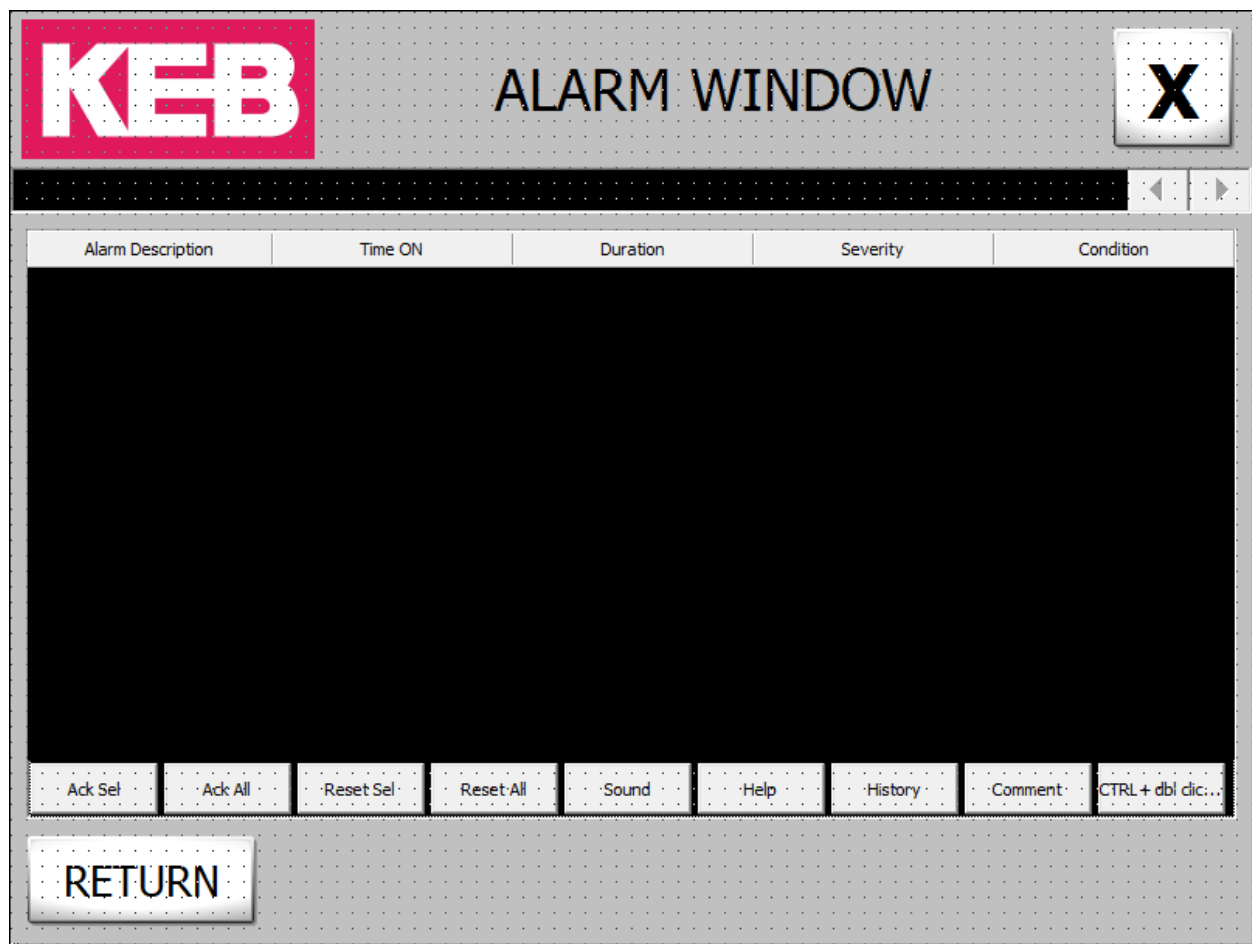 KEB
ALARM WINDOW
X
Alarm Description Time ON Duration Severity Condition
Ack Sel Ack All Reset Sel Reset All Sound Help History Comment CTRL + dbl clic...
RETURN